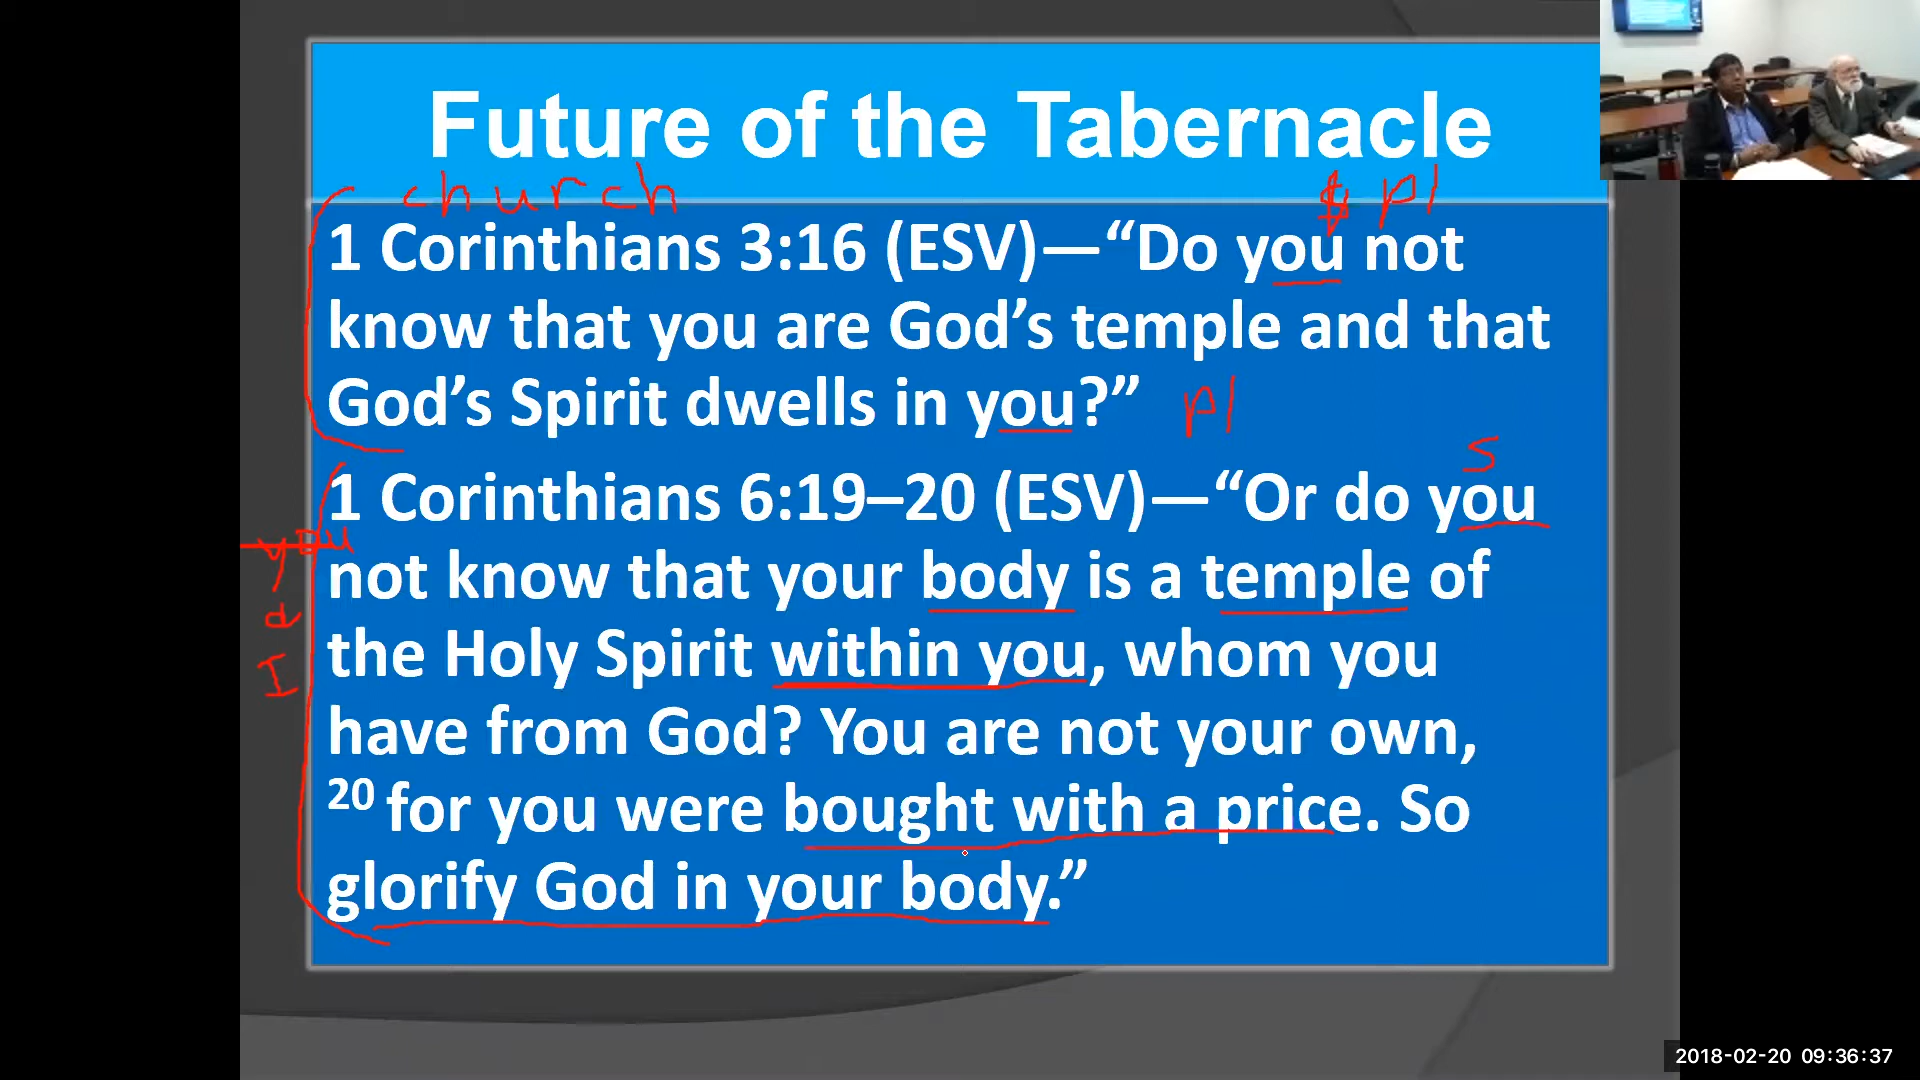 Future of the Tabernacle
church
$ pl
1 Corinthians 3:16 (ESV)—“Do you not
know that you are God’s temple and that
God’s Spirit dwells in you?” pl
s
1 Corinthians 6:19–20 (ESV)—“Or do you
you
not know that your body is a temple of
the Holy Spirit within you, whom you
I
have from God? You are not your own,
20 for you were bought with a price. So
glorify God in your body.”
2018-02-20 09:36:37